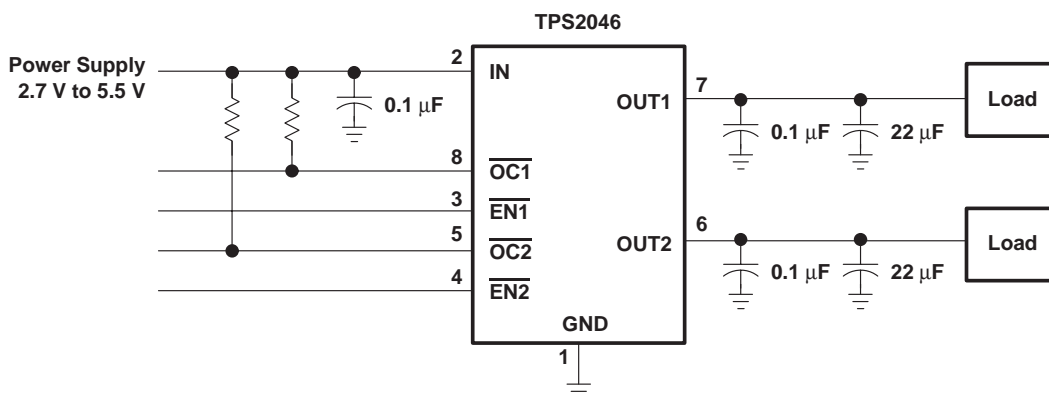 TPS2046
Power Supply
2.7 V to 5.5 V
2
IN
0.1 μF
OUT1
7
Load
0.1 μF
22 μF
8
OC1
3
EN1
5
OC2
4
EN2
OUT2
6
Load
0.1 μF
22 μF
GND
1